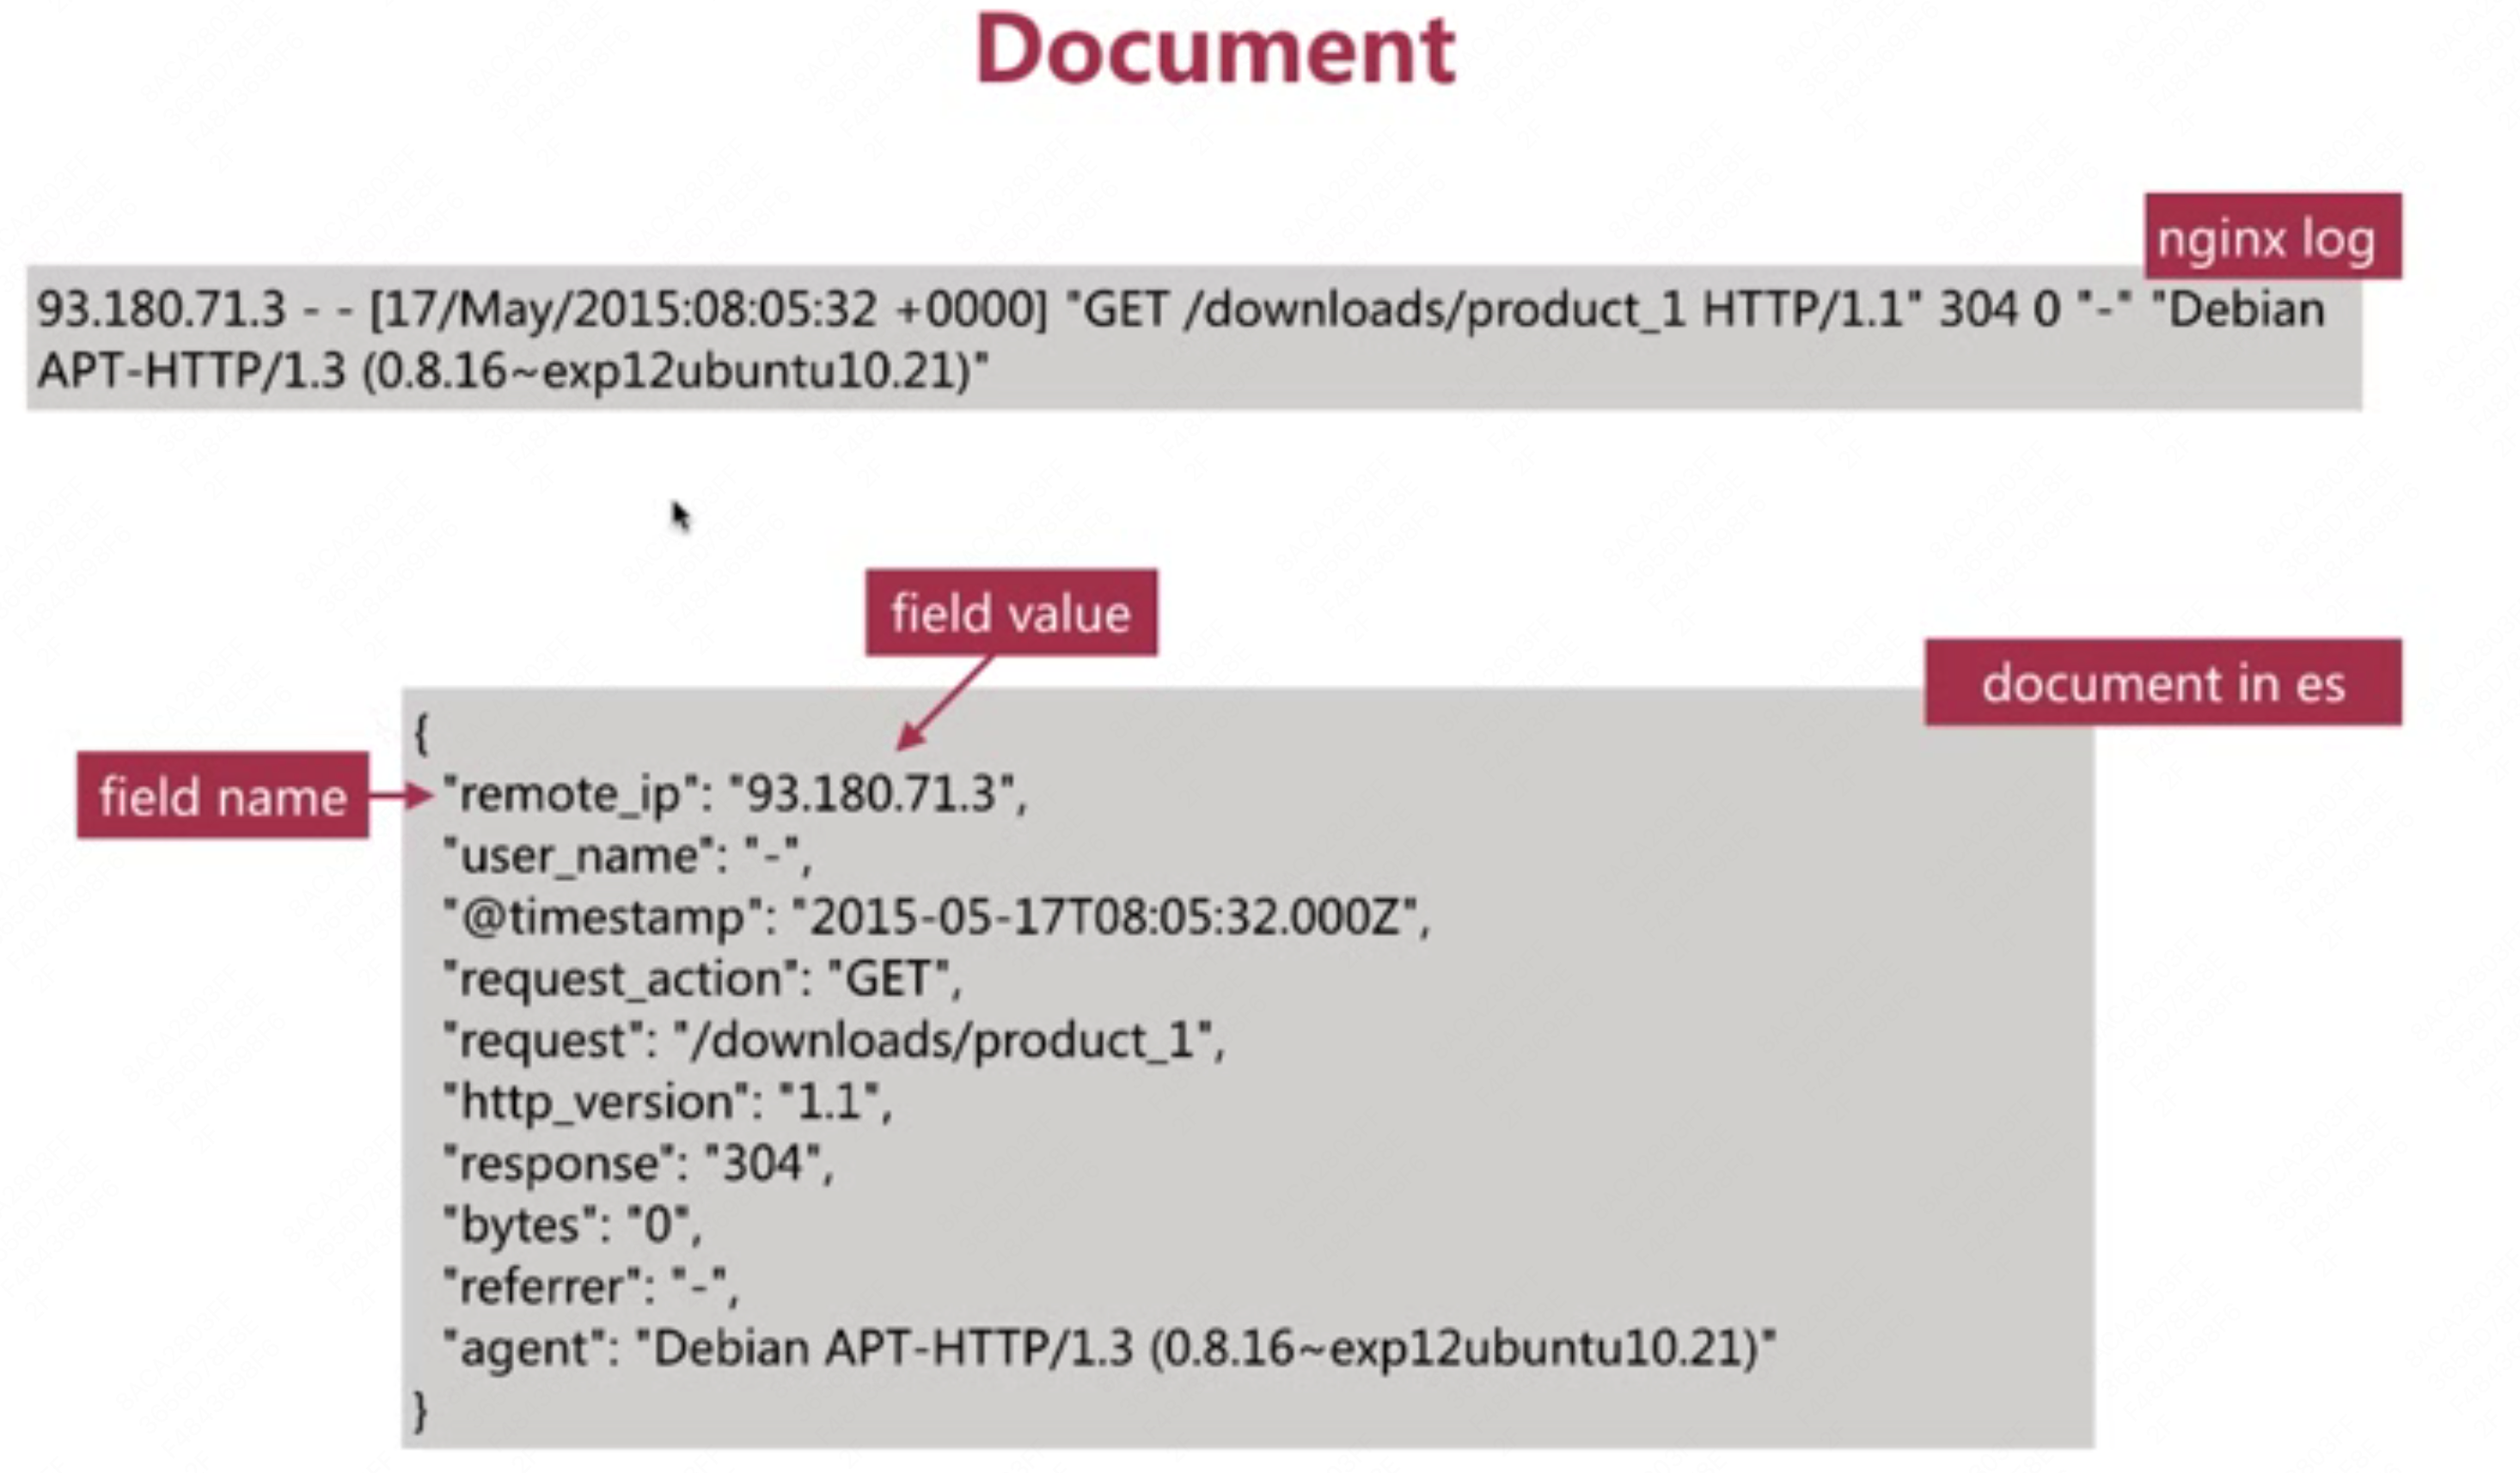 Document
nginx log
93.180.71.3 - - [17/May/2015:08:05:32 +0000] "GET /downloads/product_1 HTTP/1.1" 304 0 "-" "Debian
APT-HTTP/1.3 (0.8.16~exp12ubuntu10.21)"
field value
document in es
{
field name
"remote_ip": "93.180.71.3",
"user_name": "-",
"@timestamp": "2015-05-17T08:05:32.000Z",
"request_action": "GET",
"request": "/downloads/product_1",
"http_version": "1.1",
"response": "304",
"bytes": "0",
"referrer": "-",
"agent": "Debian APT-HTTP/1.3 (0.8.16~exp12ubuntu10.21)"
}